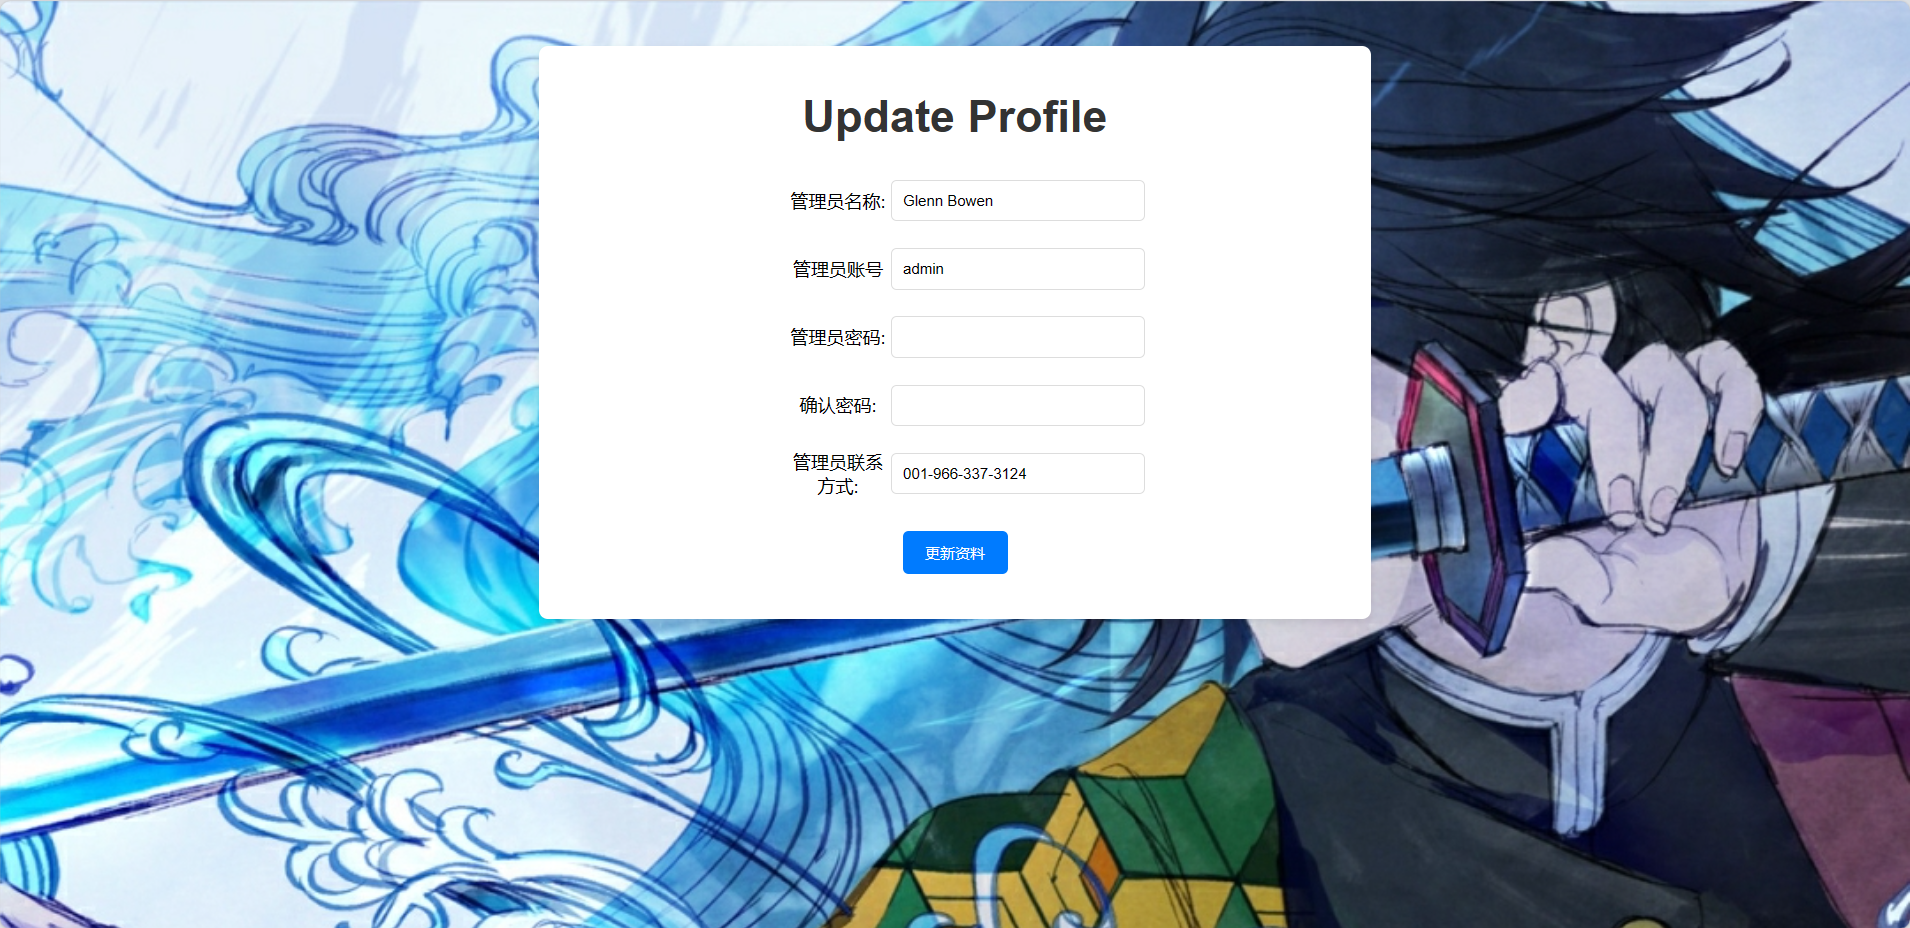 Update Profile
管理员名称: Glenn Bowen
管理员账号 admin
管理员密码:
确认密码:
管理员联系
方式: 001-966-337-3124
更新资料